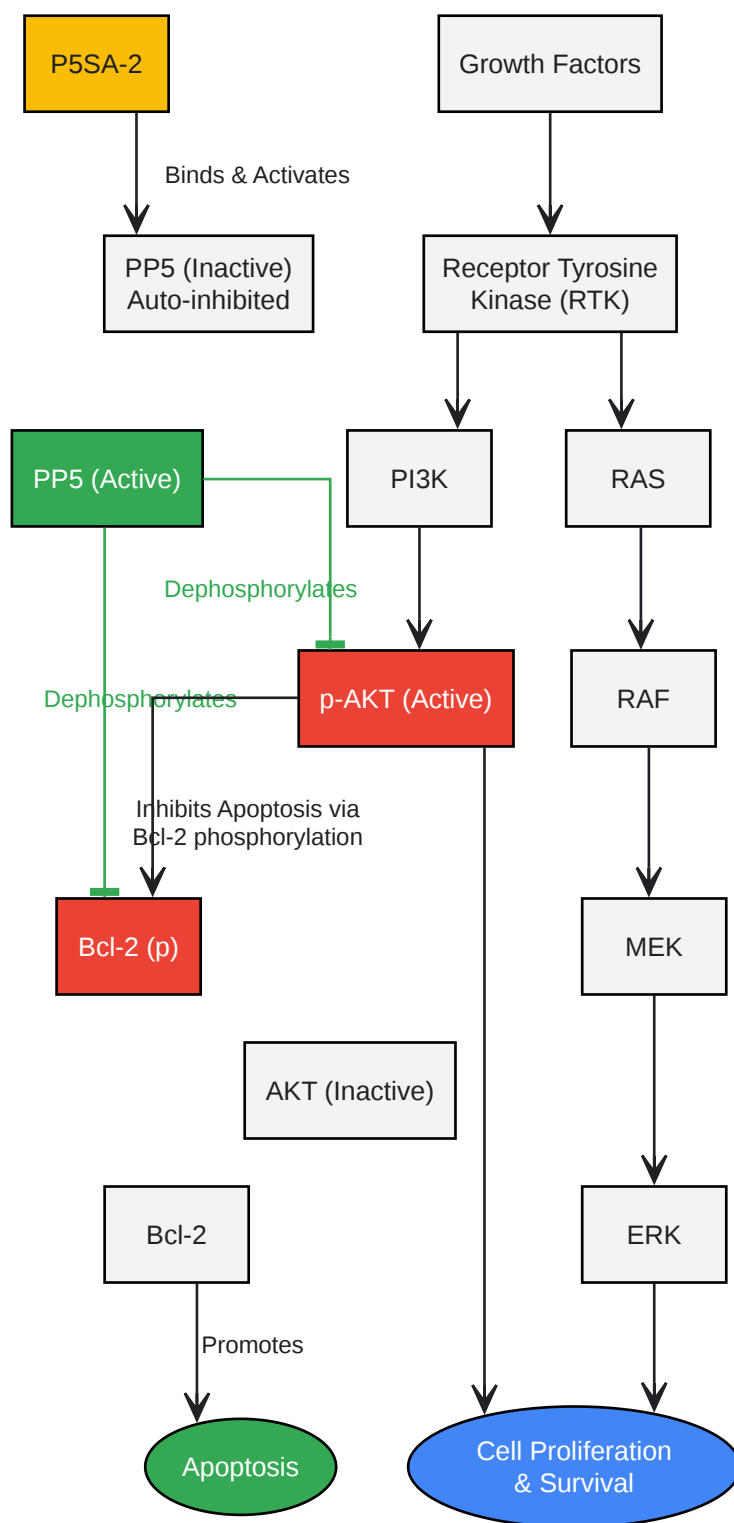 P5SA-2
Growth Factors
Binds & Activates
PP5 (Inactive)
Auto-inhibited
Receptor Tyrosine
Kinase (RTK)
PP5 (Active)
PI3K
RAS
Dephosphorylates
Dephosphorylates
p-AKT (Active)
RAF
Inhibits Apoptosis via
Bcl-2 phosphorylation
Bcl-2 (p)
MEK
AKT (Inactive)
Bcl-2
ERK
Promotes
Apoptosis
Cell Proliferation
& Survival